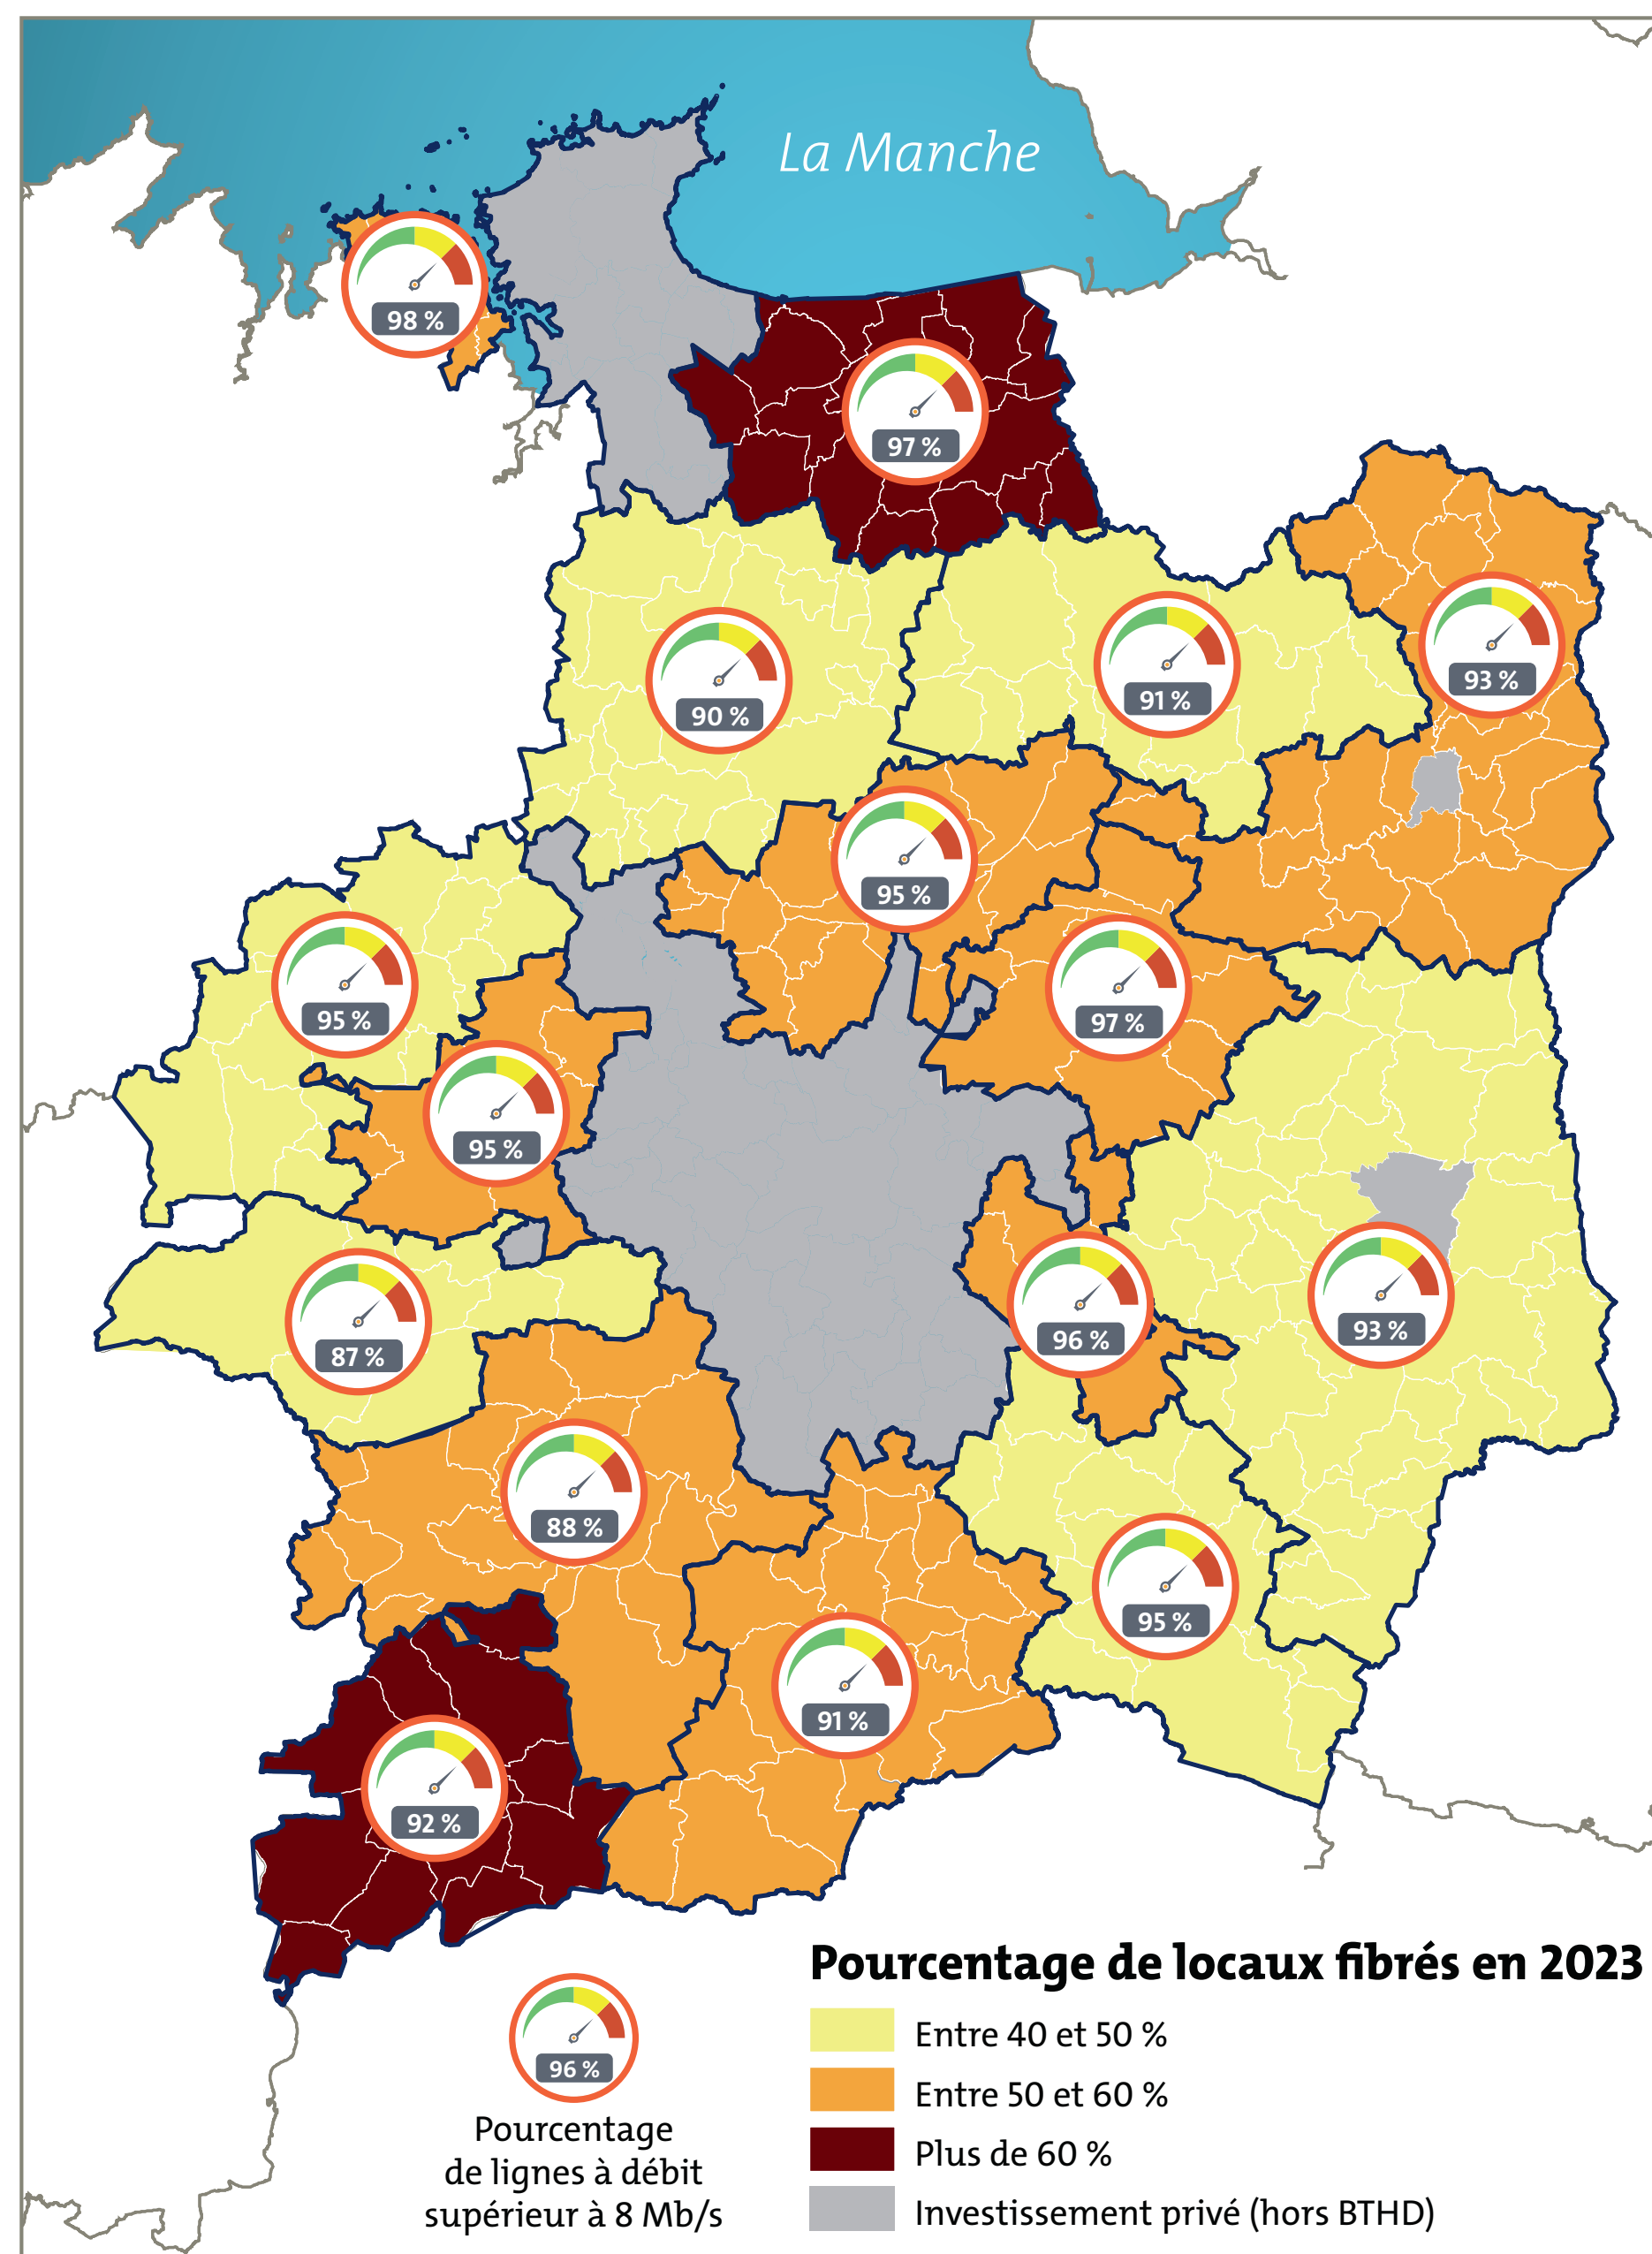 La Manche
98 %
97 %
90 %
91 %
93 %
95 %
95 %
97 %
95 %
87 %
96 %
93 %
88 %
95 %
91 %
92 %
Pourcentage de locaux fibrés en 2023
Entre 40 et 50 %
Entre 50 et 60 %
Plus de 60 %
Investissement privé (hors BTHD)
96 %
Pourcentage
de lignes à débit
supérieur à 8 Mb/s